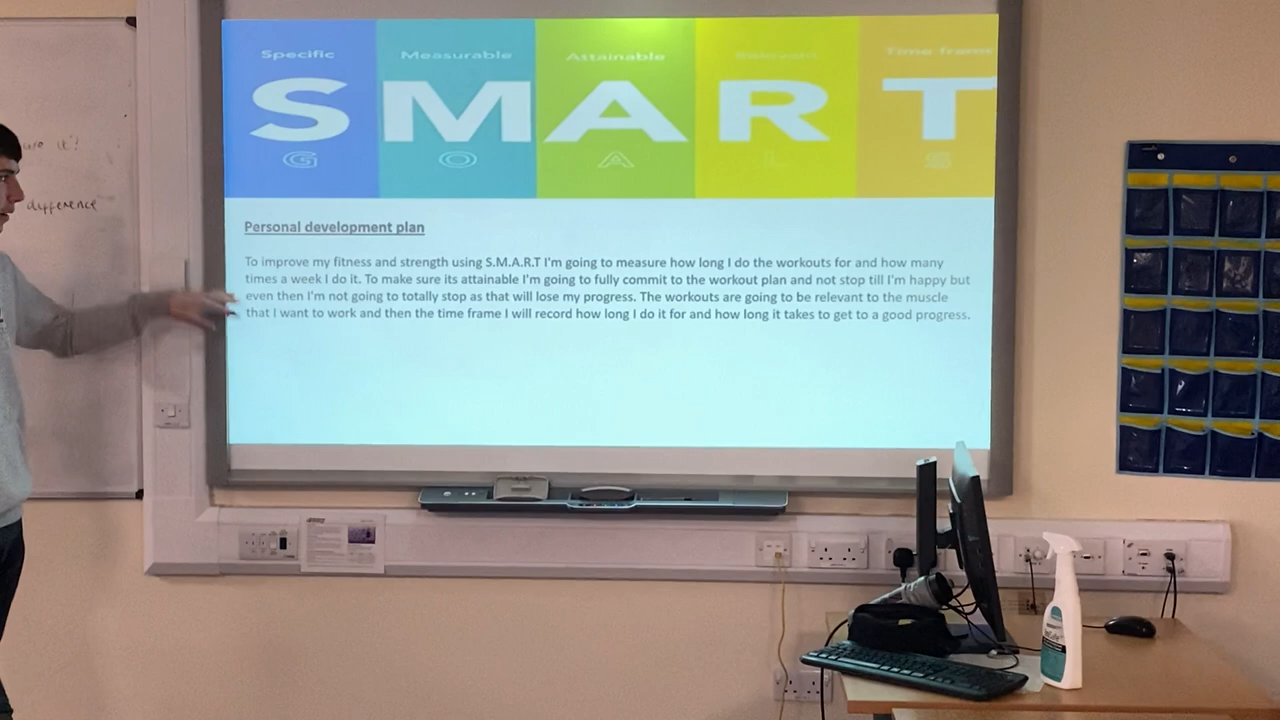 Specific Measurable Attainable Relevant Time frame
S M A R T
G O A L S
Personal development plan
To improve my fitness and strength using S.M.A.R.T I'm going to measure how long I do the workouts for and how many
times a week I do it. To make sure its attainable I'm going to fully commit to the workout plan and not stop till I'm happy but
even then I'm not going to totally stop as that will lose my progress. The workouts are going to be relevant to the muscle
that I want to work and then the time frame I will record how long I do it for and how long it takes to get to a good progress.
it?
difference